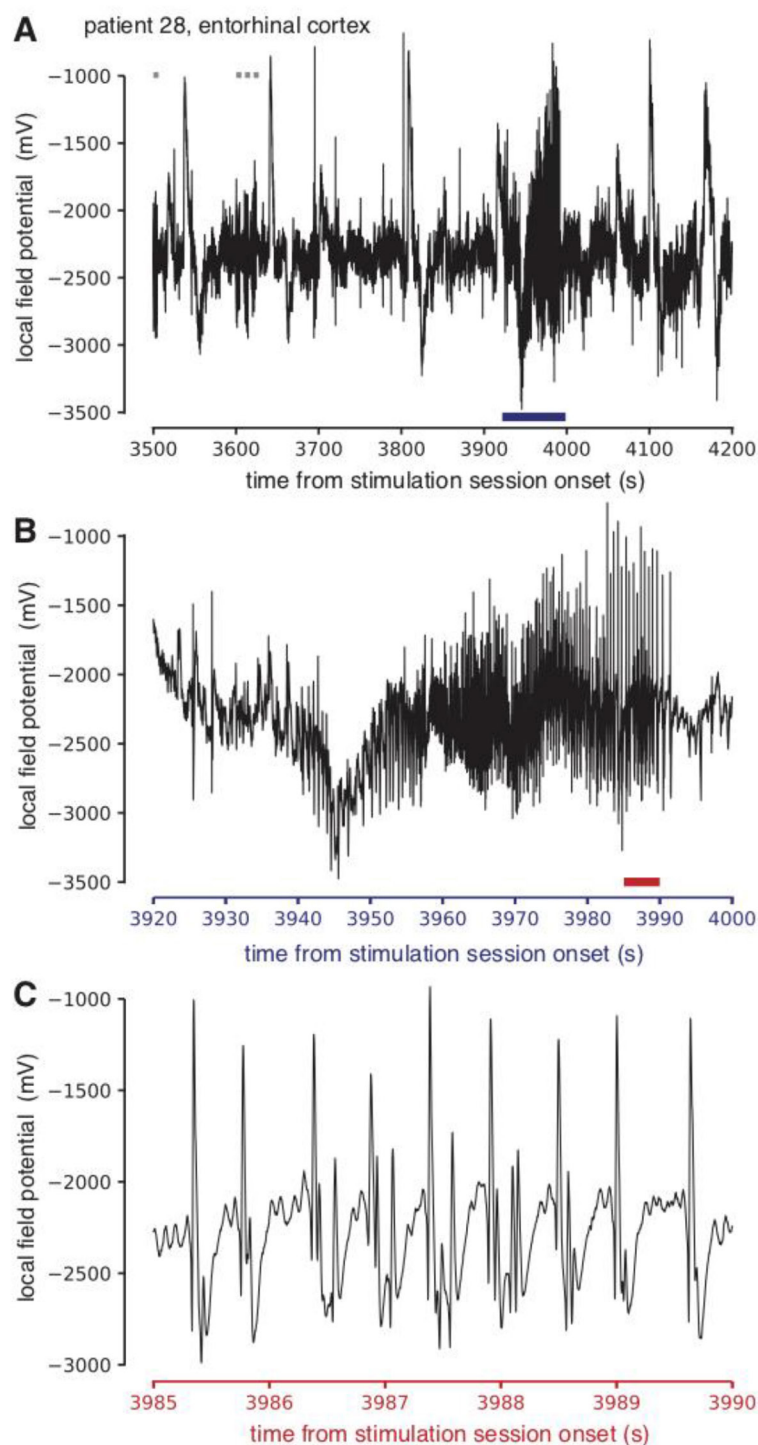 A patient 28, entorhinal cortex
local field potential (mV)
−1000
−1500
−2000
−2500
−3000
−3500
3500 3600 3700 3800 3900 4000 4100 4200
time from stimulation session onset (s)
B
local field potential (mV)
−1000
−1500
−2000
−2500
−3000
−3500
3920 3930 3940 3950 3960 3970 3980 3990 4000
time from stimulation session onset (s)
C
local field potential (mV)
−1000
−1500
−2000
−2500
−3000
3985 3986 3987 3988 3989 3990
time from stimulation session onset (s)